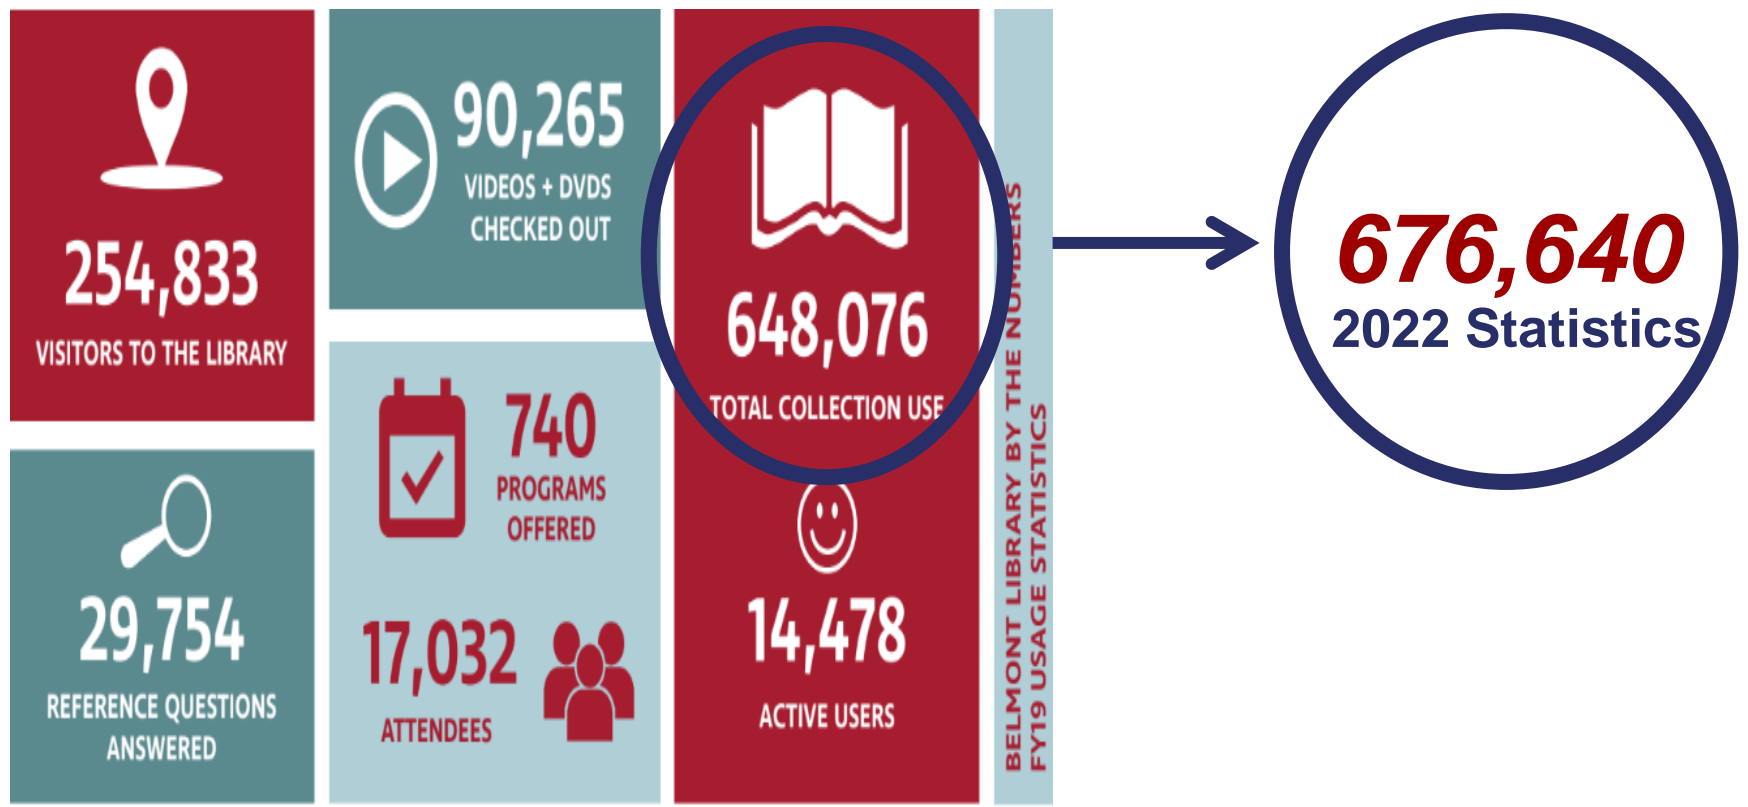 254,833
VISITORS TO THE LIBRARY
29,754
REFERENCE QUESTIONS
ANSWERED
90,265
VIDEOS + DVDS
CHECKED OUT
740
PROGRAMS
OFFERED
17,032
ATTENDEES
648,076
TOTAL COLLECTION USE
14,478
ACTIVE USERS
BELMONT LIBRARY BY THE NUMBERS
FY19 USAGE STATISTICS
676,640
2022 Statistics